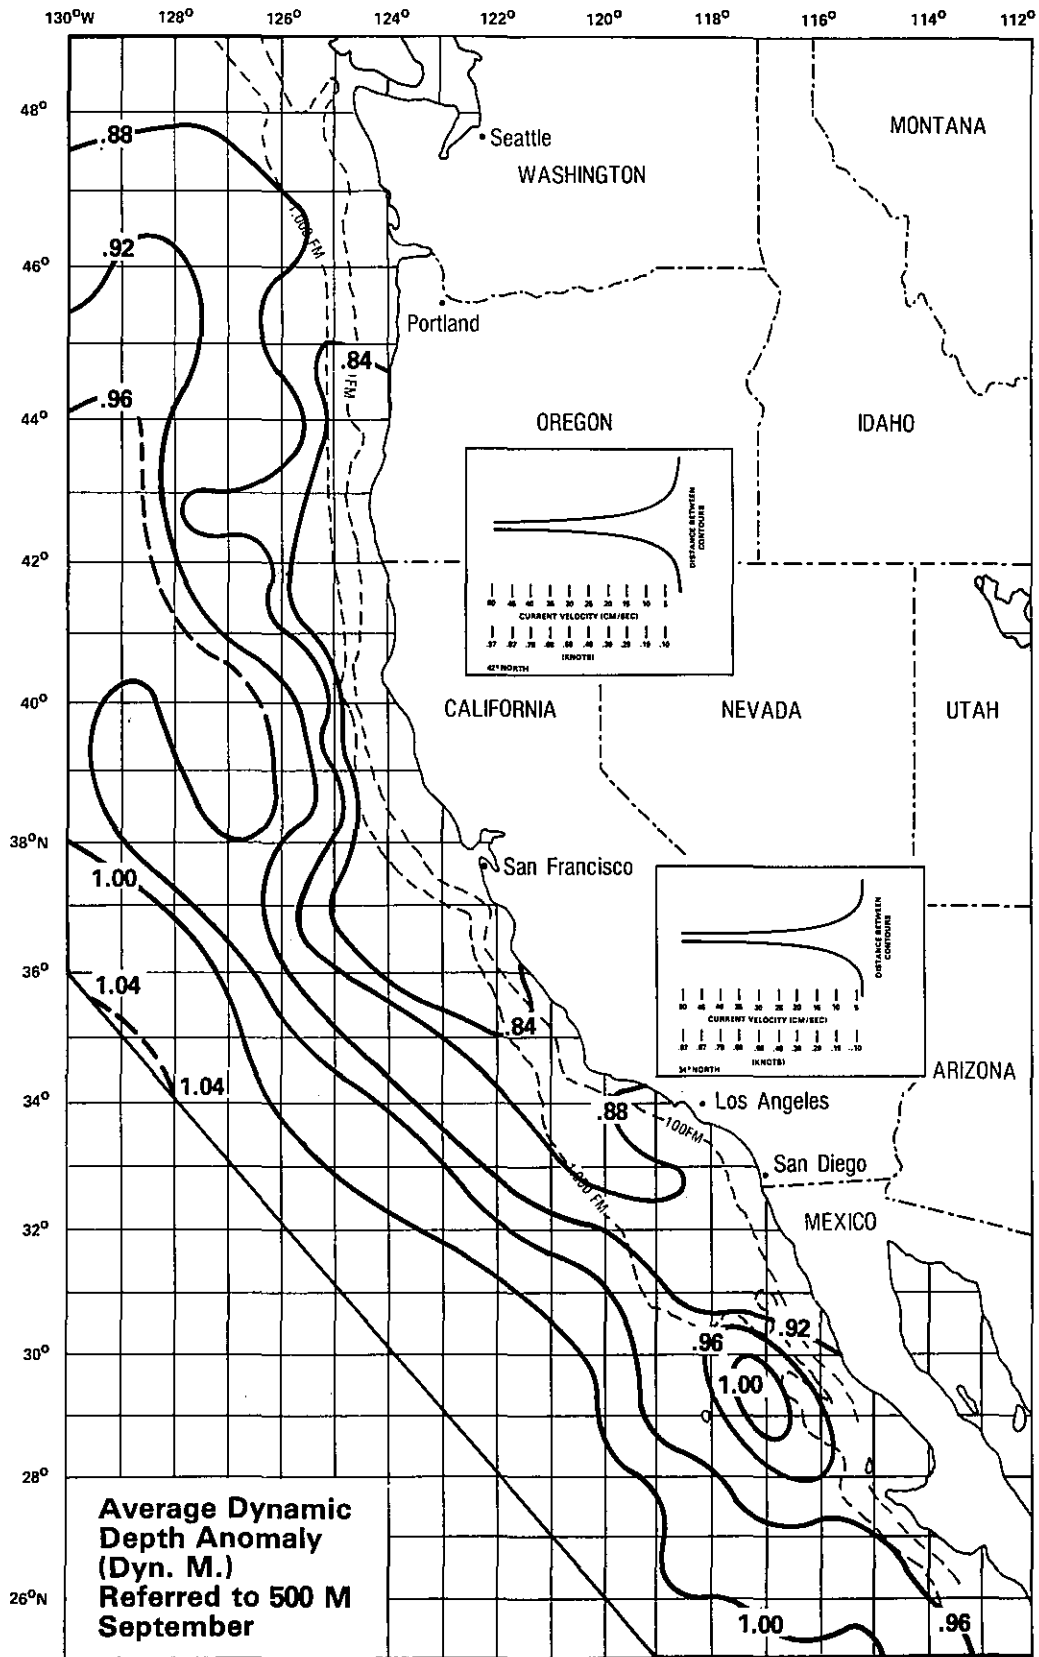 130°W 128° 126° 124° 122° 120° 118° 116° 114° 112°
48°
.88
Seattle
WASHINGTON
MONTANA
1,000 FM
.92
46°
Portland
.84
.96
44°
OREGON
IDAHO
DISTANCE BETWEEN
CONTOURS
42°
CURRENT VELOCITY (CM/SEC)
(KNOTS)
42° NORTH
40°
CALIFORNIA
NEVADA
UTAH
38°N
1.00
San Francisco
DISTANCE BETWEEN
CONTOURS
36°
1.04
.84
CURRENT VELOCITY (CM/SEC)
(KNOTS)
34° NORTH
1.04
ARIZONA
34°
.88
Los Angeles
100FM
San Diego
MEXICO
32°
.92
.96
30°
1.00
28°
Average Dynamic
Depth Anomaly
(Dyn. M.)
Referred to 500 M
September
26°N
1.00
.96